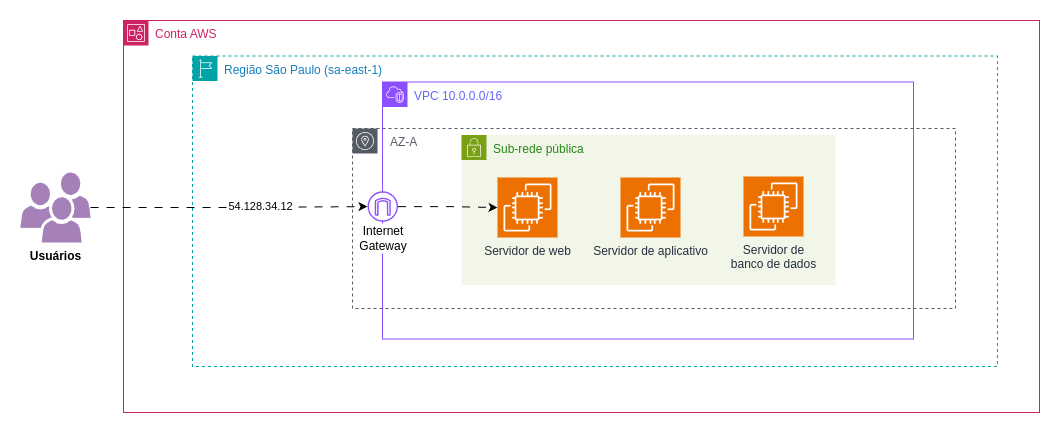 Conta AWS
Região São Paulo (sa-east-1)
VPC 10.0.0.0/16
AZ-A
Sub-rede pública
54.128.34.12
Usuários
Internet
Gateway
Servidor de web
Servidor de aplicativo
Servidor de
banco de dados